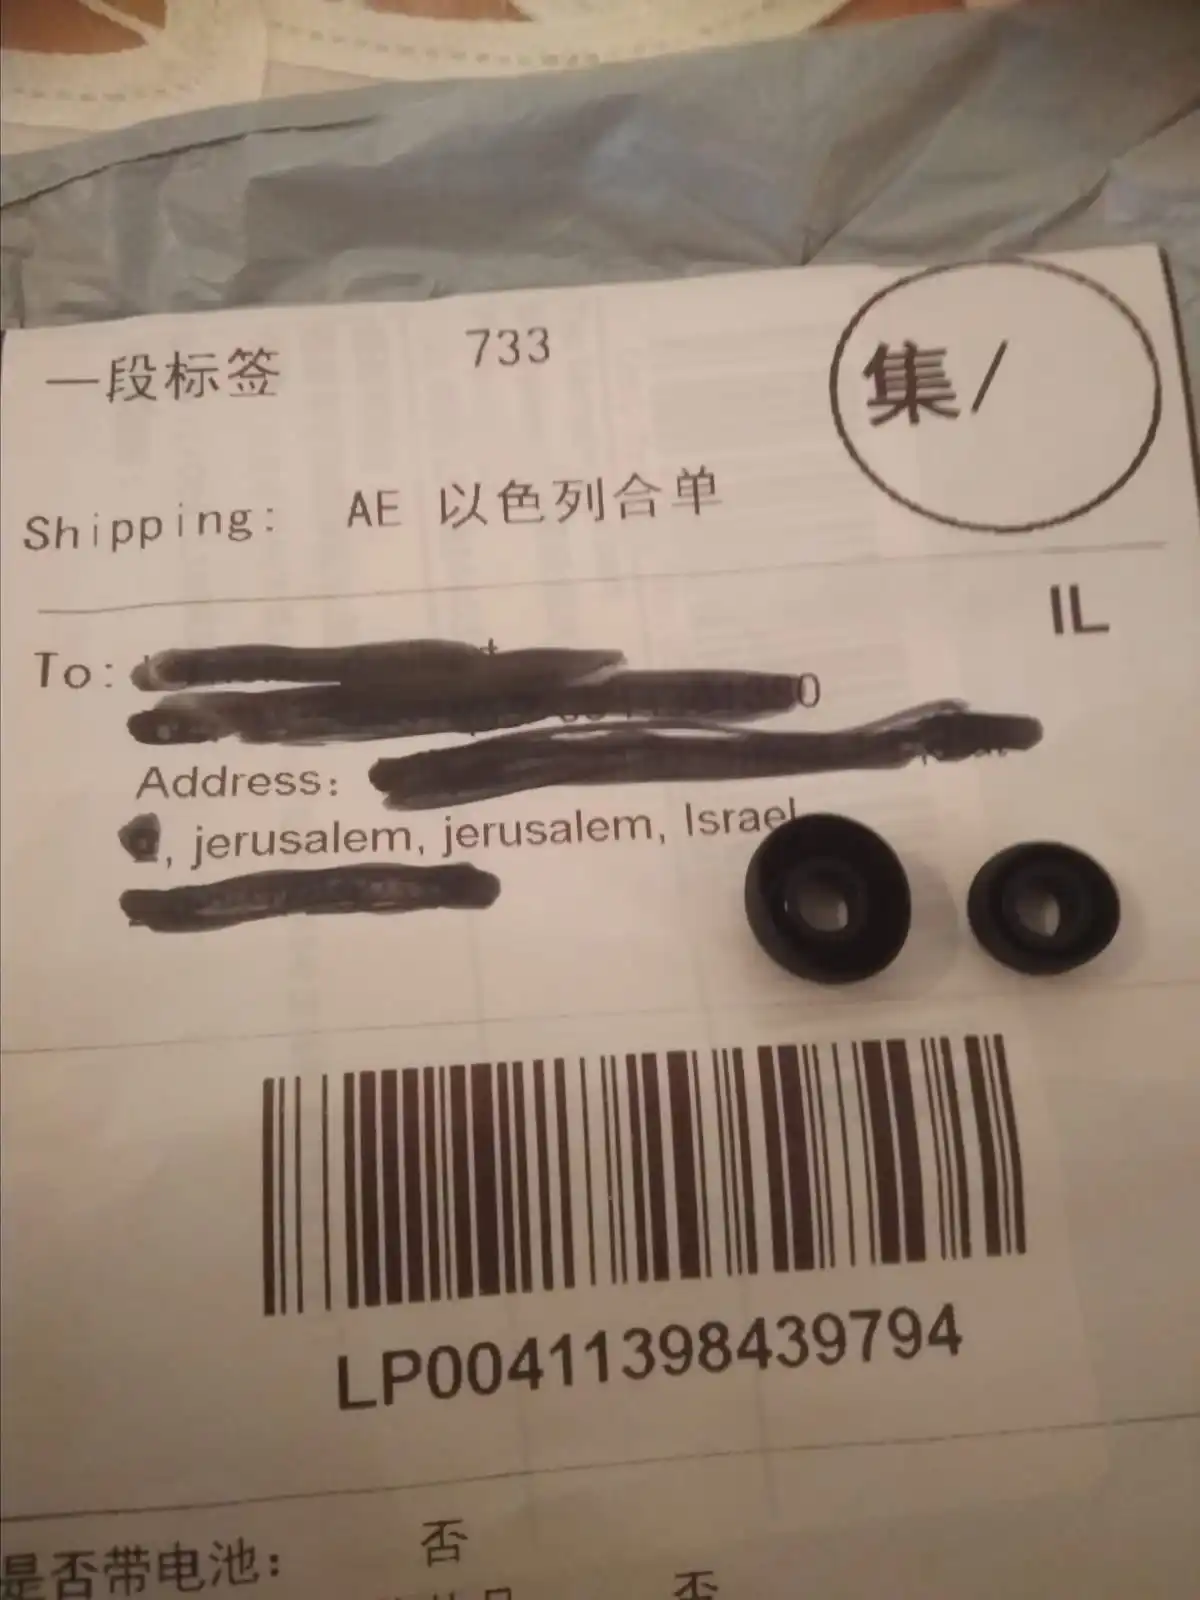 一段标签 733 集/
Shipping: AE 以色列合单
IL
To:
Address:
, jerusalem, jerusalem, Israel
LP00411398439794
是否带电池: 否
否